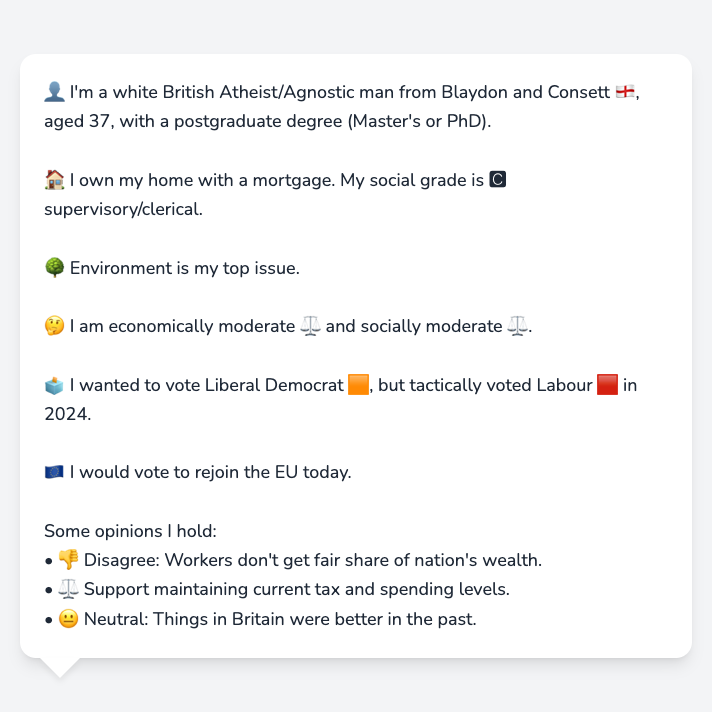 👤 I'm a white British Atheist/Agnostic man from Blaydon and Consett 🏴󠁧󠁢󠁥󠁮󠁧󠁿,
aged 37, with a postgraduate degree (Master's or PhD).
🏠 I own my home with a mortgage. My social grade is 🅲
supervisory/clerical.
🌳 Environment is my top issue.
🤔 I am economically moderate ⚖️ and socially moderate ⚖️.
🗳️ I wanted to vote Liberal Democrat 🟧, but tactically voted Labour 🟥 in
2024.
🇪🇺 I would vote to rejoin the EU today.
Some opinions I hold:
• 👎 Disagree: Workers don't get fair share of nation's wealth.
• ⚖️ Support maintaining current tax and spending levels.
• 😐 Neutral: Things in Britain were better in the past.